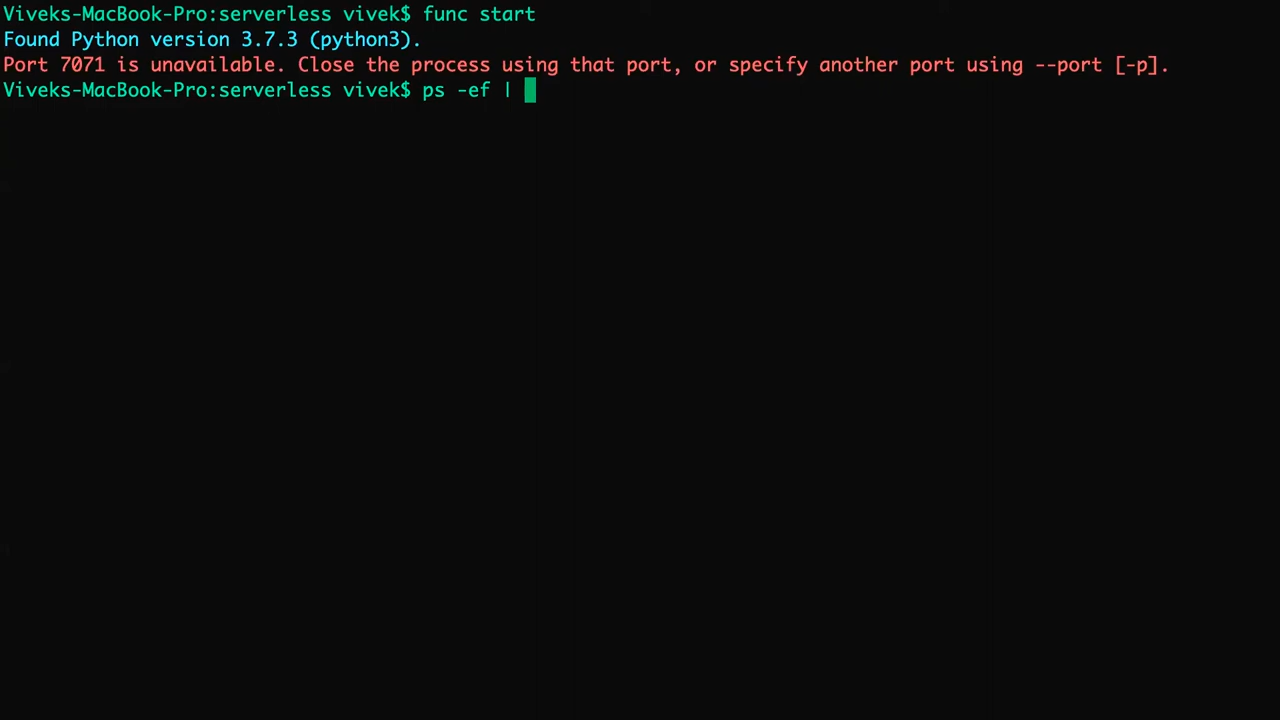 Viveks-MacBook-Pro:serverless vivek$ func start
Found Python version 3.7.3 (python3).
Port 7071 is unavailable. Close the process using that port, or specify another port using --port [-p].
Viveks-MacBook-Pro:serverless vivek$ ps -ef |